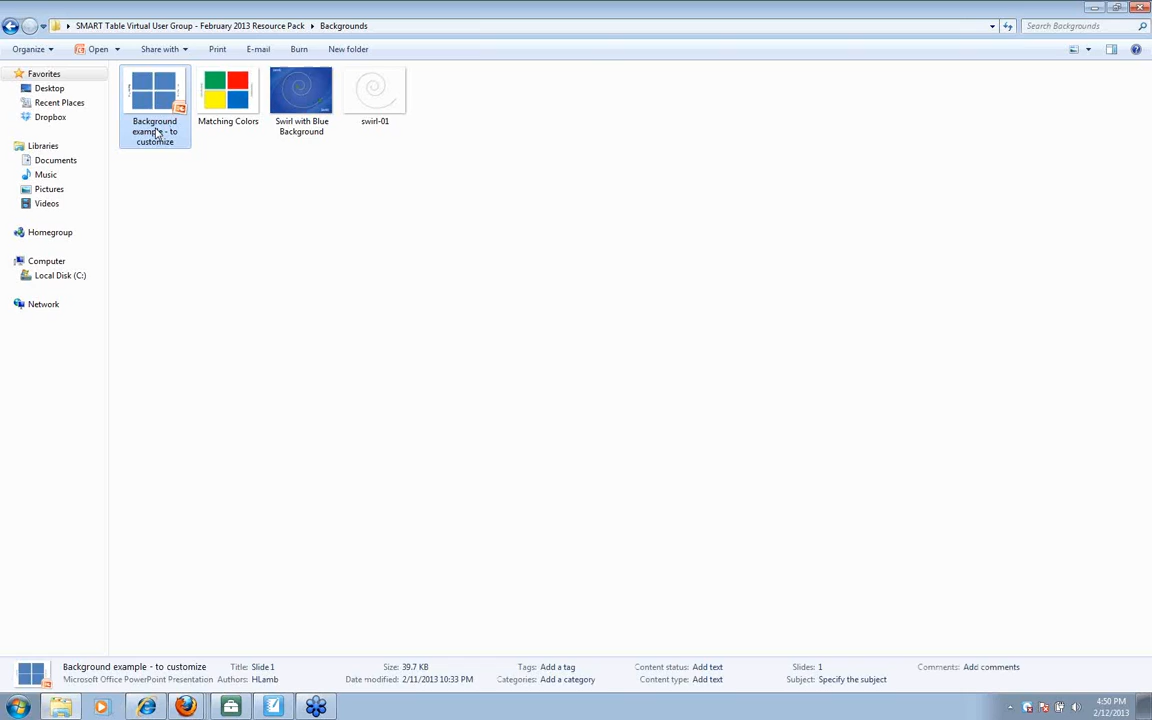 SMART Table Virtual User Group - February 2013 Resource Pack
Backgrounds
Search Backgrounds
Organize
Open
Share with
Print
E-mail
Burn
New folder
Favorites
Desktop
Recent Places
Dropbox
Libraries
Documents
Music
Pictures
Videos
Homegroup
Computer
Local Disk (C:)
Network
Background
example - to
customize
Matching Colors
Swirl with Blue
Background
swirl-01
Background example - to customize
Microsoft Office PowerPoint Presentation
Title: Slide 1
Authors: HLamb
Size: 39.7 KB
Date modified: 2/11/2013 10:33 PM
Tags: Add a tag
Categories: Add a category
Content status: Add text
Content type: Add text
Slides: 1
Subject: Specify the subject
Comments: Add comments
4:50 PM
2/12/2013